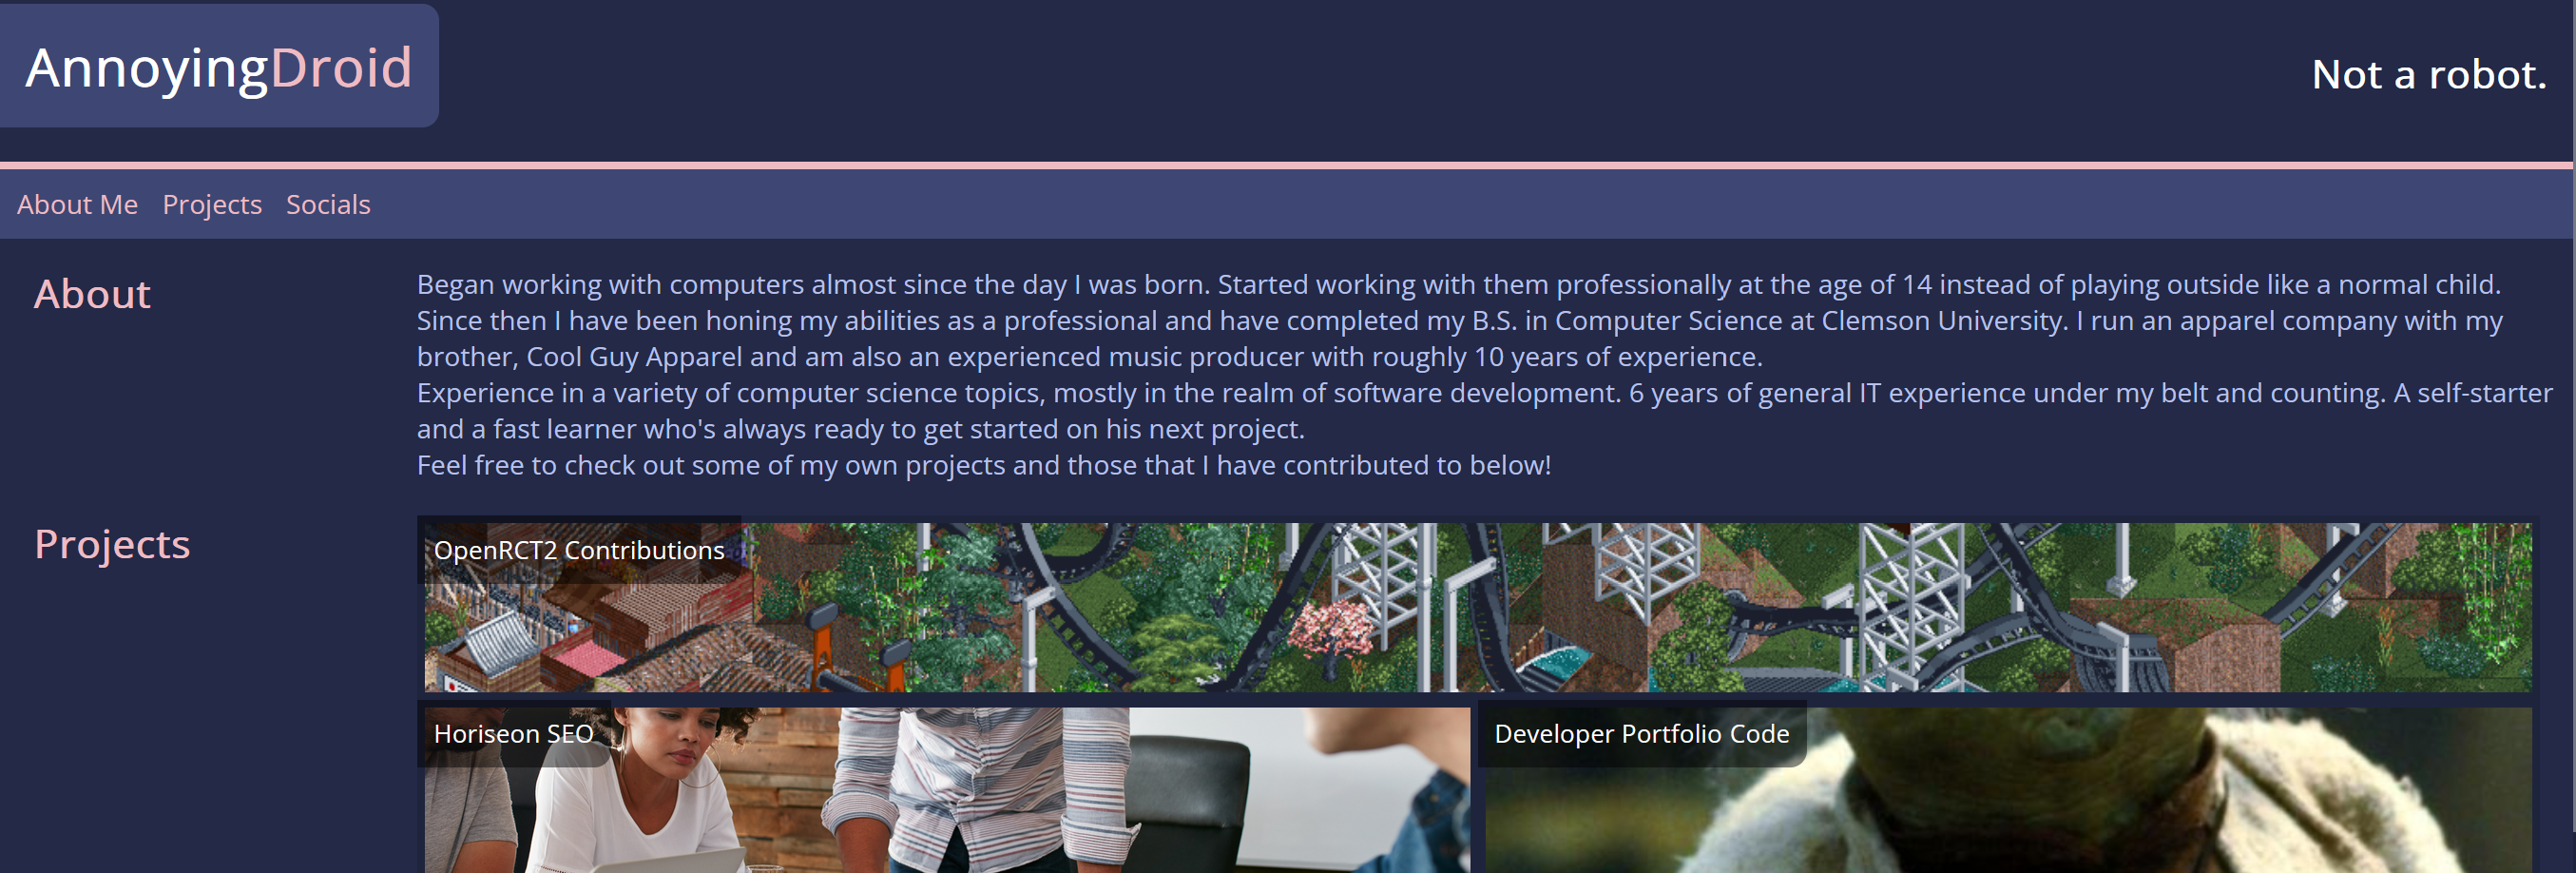 AnnoyingDroid
Not a robot.
About Me Projects Socials
About
Began working with computers almost since the day I was born. Started working with them professionally at the age of 14 instead of playing outside like a normal child.
Since then I have been honing my abilities as a professional and have completed my B.S. in Computer Science at Clemson University. I run an apparel company with my
brother, Cool Guy Apparel and am also an experienced music producer with roughly 10 years of experience.
Experience in a variety of computer science topics, mostly in the realm of software development. 6 years of general IT experience under my belt and counting. A self-starter
and a fast learner who's always ready to get started on his next project.
Feel free to check out some of my own projects and those that I have contributed to below!
Projects
OpenRCT2 Contributions
Horiseon SEO
Developer Portfolio Code